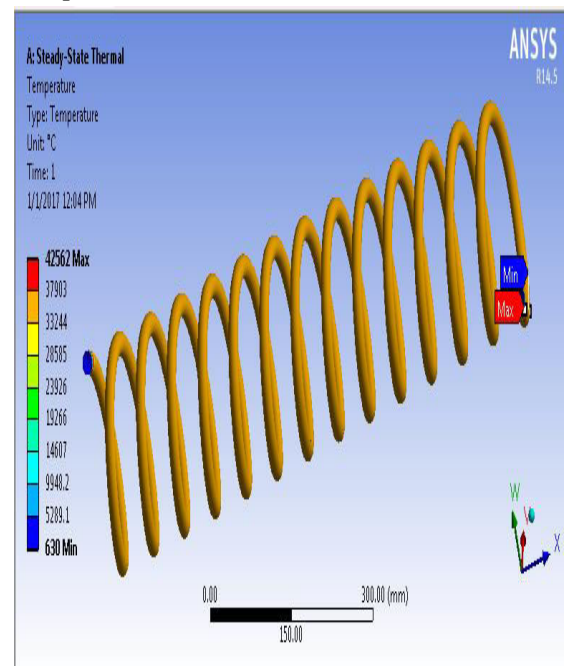 ANSYS
R14.5
A: Steady-State Thermal
Temperature
Type: Temperature
Unit: °C
Time: 1
1/1/2017 12:04 PM
42562 Max
37903
33244
28585
23926
19266
14607
9948.2
5289.1
630 Min
Min
Max
W
X
0.00
300.00 (mm)
150.00